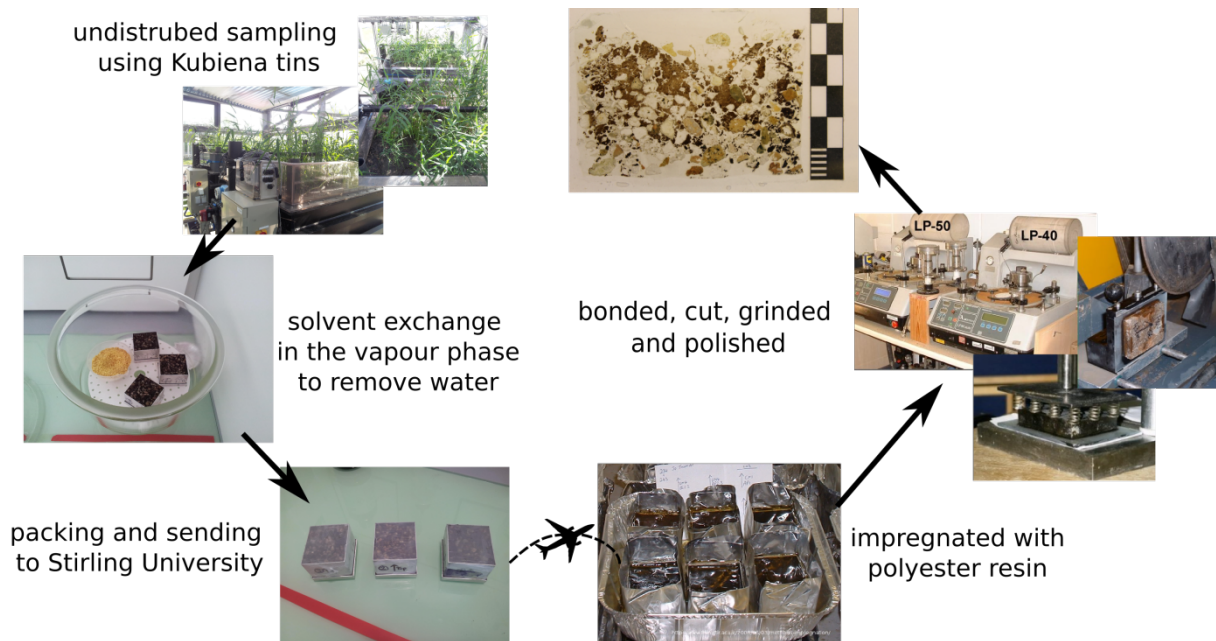 undistrubed sampling
using Kubiena tins
solvent exchange
in the vapour phase
to remove water
packing and sending
to Stirling University
impregnated with
polyester resin
bonded, cut, grinded
and polished
LP-50
LP-40